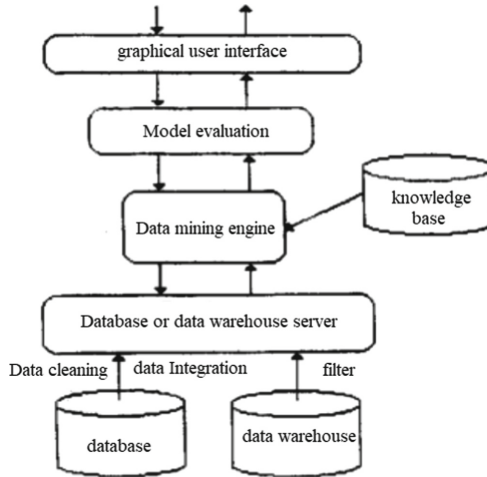 graphical user interface
Model evaluation
knowledge
base
Data mining engine
Database or data warehouse server
Data cleaning data Integration filter
database
data warehouse